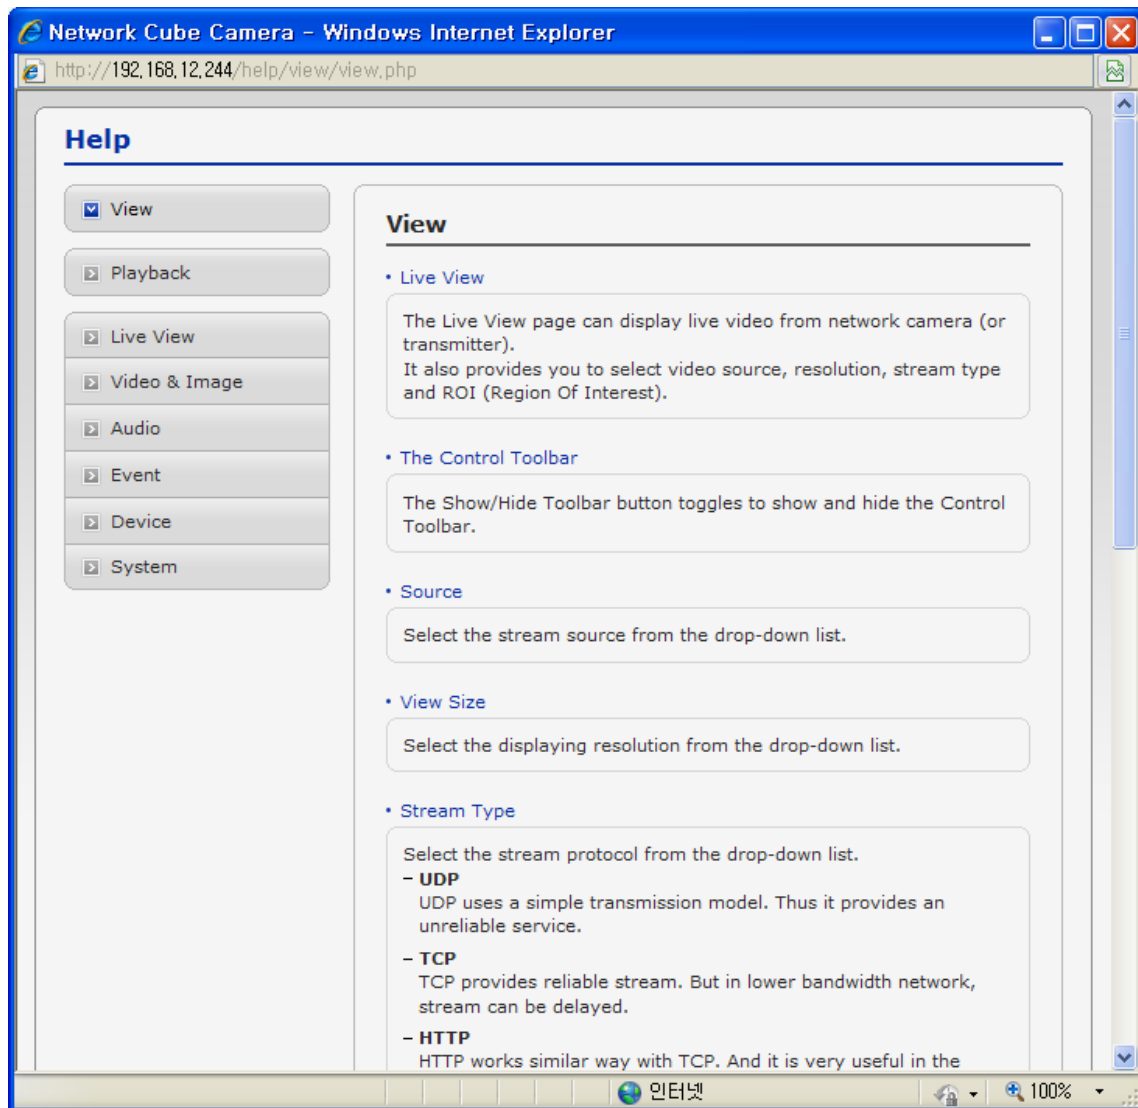 Network Cube Camera - Windows Internet Explorer
http://192,168,12,244/help/view/view,php
Help
View
Playback
Live View
Video & Image
Audio
Event
Device
System
View
• Live View
The Live View page can display live video from network camera (or
transmitter).
It also provides you to select video source, resolution, stream type
and ROI (Region Of Interest).
• The Control Toolbar
The Show/Hide Toolbar button toggles to show and hide the Control
Toolbar.
• Source
Select the stream source from the drop-down list.
• View Size
Select the displaying resolution from the drop-down list.
• Stream Type
Select the stream protocol from the drop-down list.
– UDP
UDP uses a simple transmission model. Thus it provides an
unreliable service.
– TCP
TCP provides reliable stream. But in lower bandwidth network,
stream can be delayed.
– HTTP
HTTP works similar way with TCP. And it is very useful in the
인터넷
100%